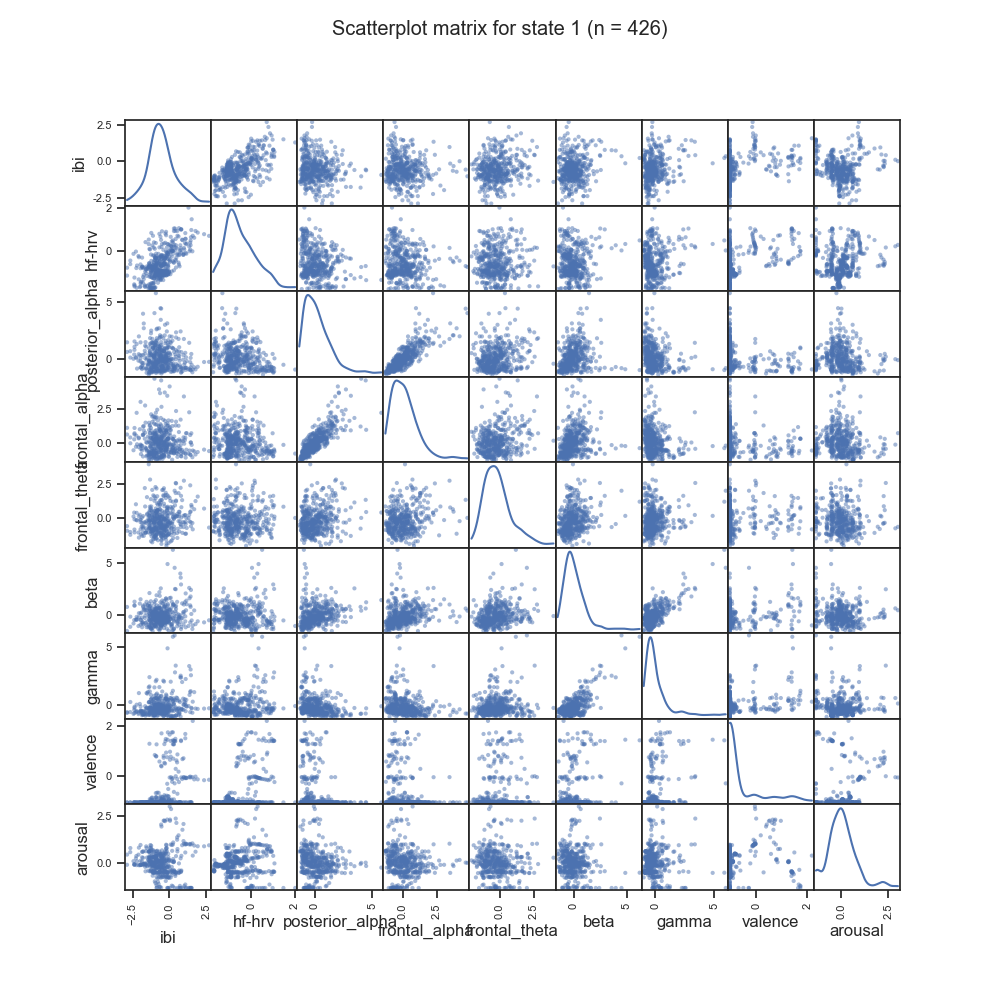 Scatterplot matrix for state 1 (n = 426)
2.5
0.0
−2.5
ibi
2
0
hf-hrv
5
0
posterior_alpha
2.5
0.0
frontal_alpha
2.5
0.0
frontal_theta
5
0
beta
5
0
gamma
2
0
valence
2.5
0.0
arousal
−2.5 0.0 2.5 0 2 0 5 0.0 2.5 0.0 2.5 0 5 0 5 0 2 0.0 2.5
ibi hf-hrv posterior_alpha frontal_alpha frontal_theta beta gamma valence arousal